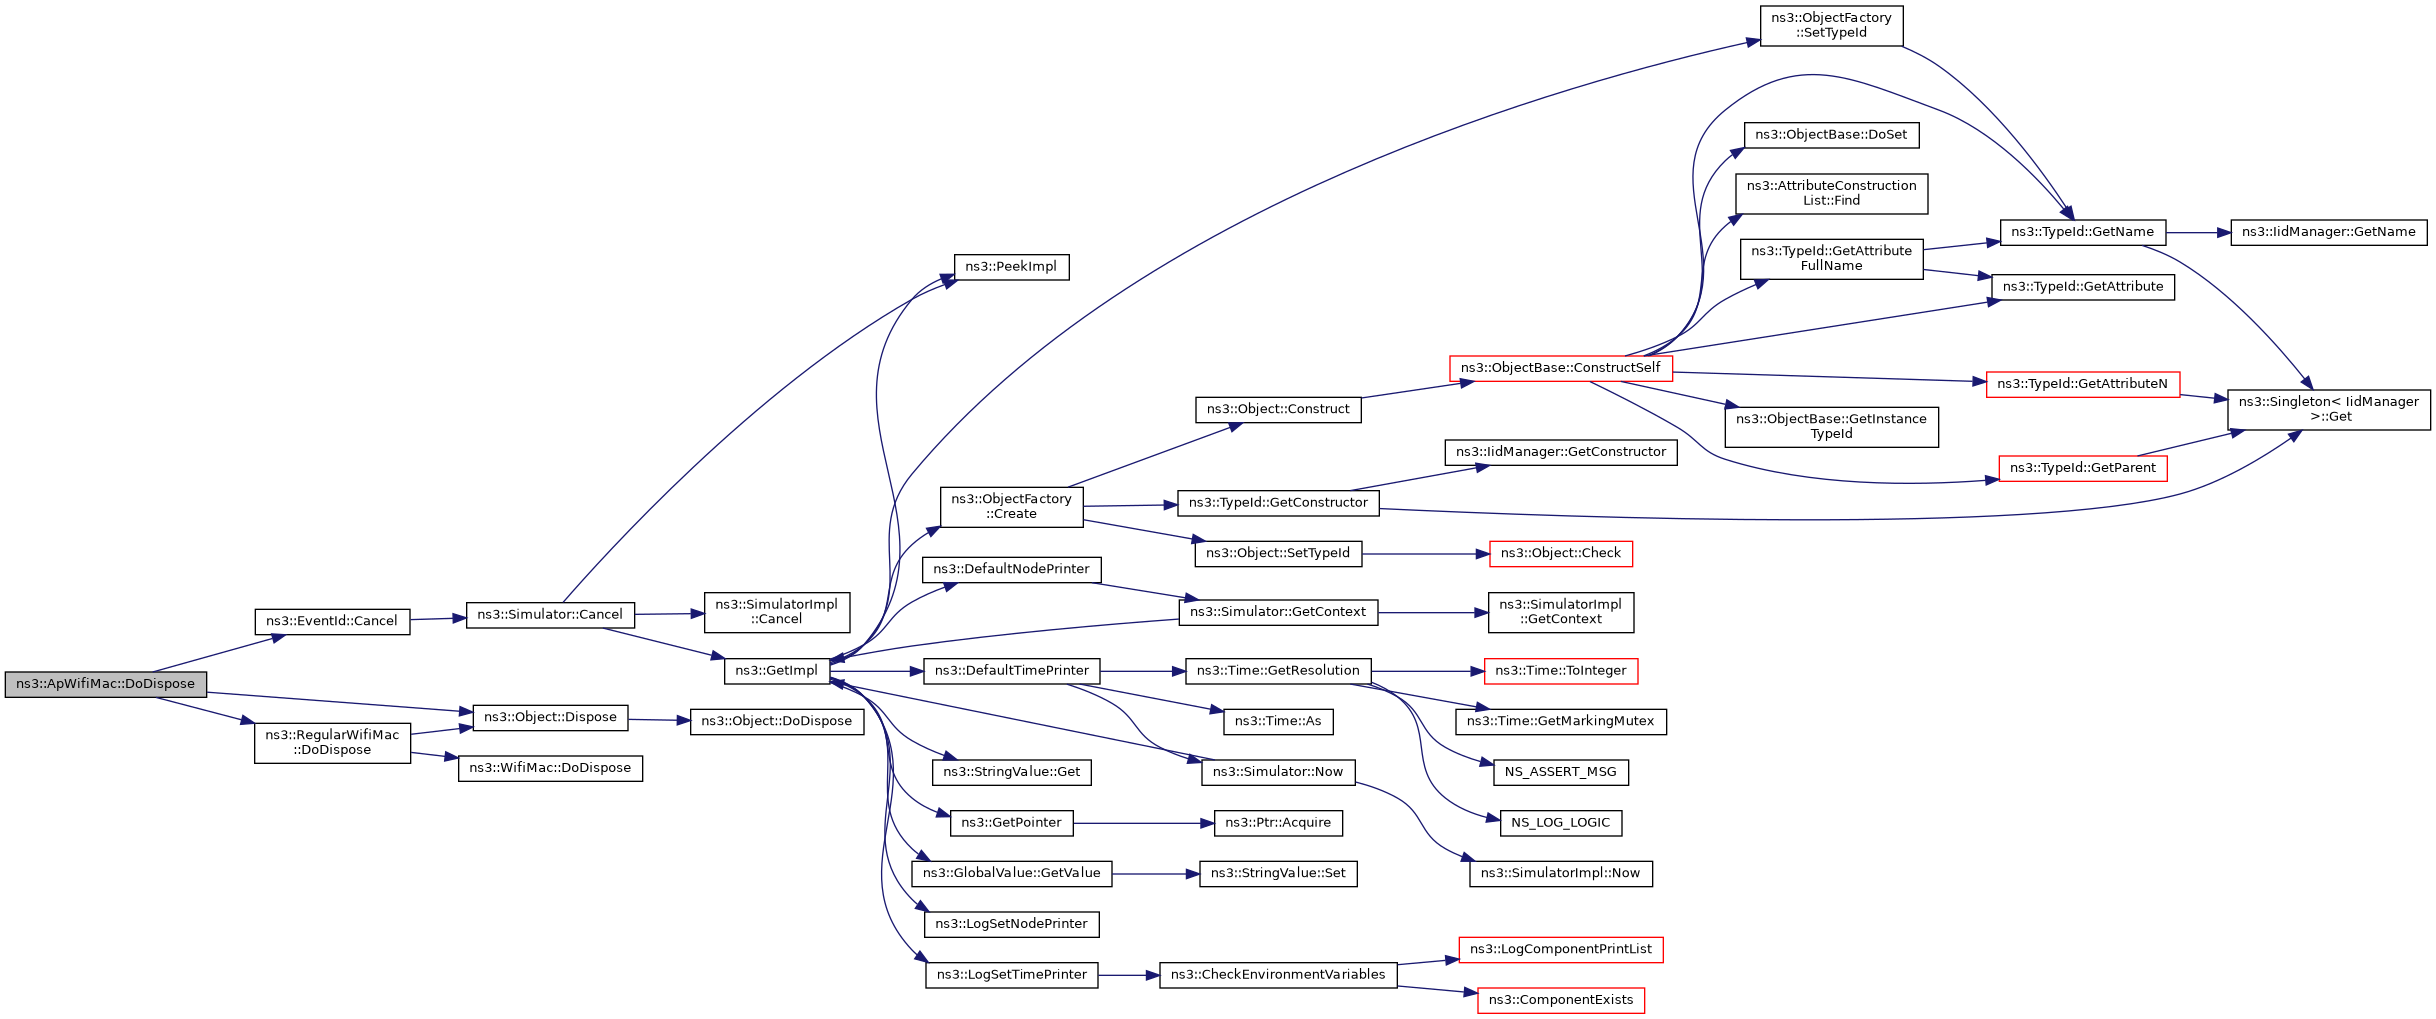 ns3::ApWifiMac::DoDispose
ns3::EventId::Cancel
ns3::RegularWifiMac
::DoDispose
ns3::Simulator::Cancel
ns3::Object::Dispose
ns3::WifiMac::DoDispose
ns3::SimulatorImpl
::Cancel
ns3::GetImpl
ns3::Object::DoDispose
ns3::PeekImpl
ns3::ObjectFactory
::Create
ns3::DefaultNodePrinter
ns3::DefaultTimePrinter
ns3::StringValue::Get
ns3::GetPointer
ns3::GlobalValue::GetValue
ns3::LogSetNodePrinter
ns3::LogSetTimePrinter
ns3::Object::Construct
ns3::TypeId::GetConstructor
ns3::Object::SetTypeId
ns3::Simulator::GetContext
ns3::Time::GetResolution
ns3::Time::As
ns3::Simulator::Now
ns3::Ptr::Acquire
ns3::StringValue::Set
ns3::CheckEnvironmentVariables
ns3::ObjectBase::ConstructSelf
ns3::IidManager::GetConstructor
ns3::Object::Check
ns3::SimulatorImpl
::GetContext
ns3::Time::ToInteger
ns3::Time::GetMarkingMutex
NS_ASSERT_MSG
NS_LOG_LOGIC
ns3::SimulatorImpl::Now
ns3::LogComponentPrintList
ns3::ComponentExists
ns3::ObjectFactory
::SetTypeId
ns3::ObjectBase::DoSet
ns3::AttributeConstruction
List::Find
ns3::TypeId::GetAttribute
FullName
ns3::ObjectBase::GetInstance
TypeId
ns3::TypeId::GetName
ns3::TypeId::GetAttribute
ns3::TypeId::GetAttributeN
ns3::TypeId::GetParent
ns3::IidManager::GetName
ns3::Singleton< IidManager
>::Get